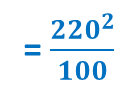 = 220² / 100